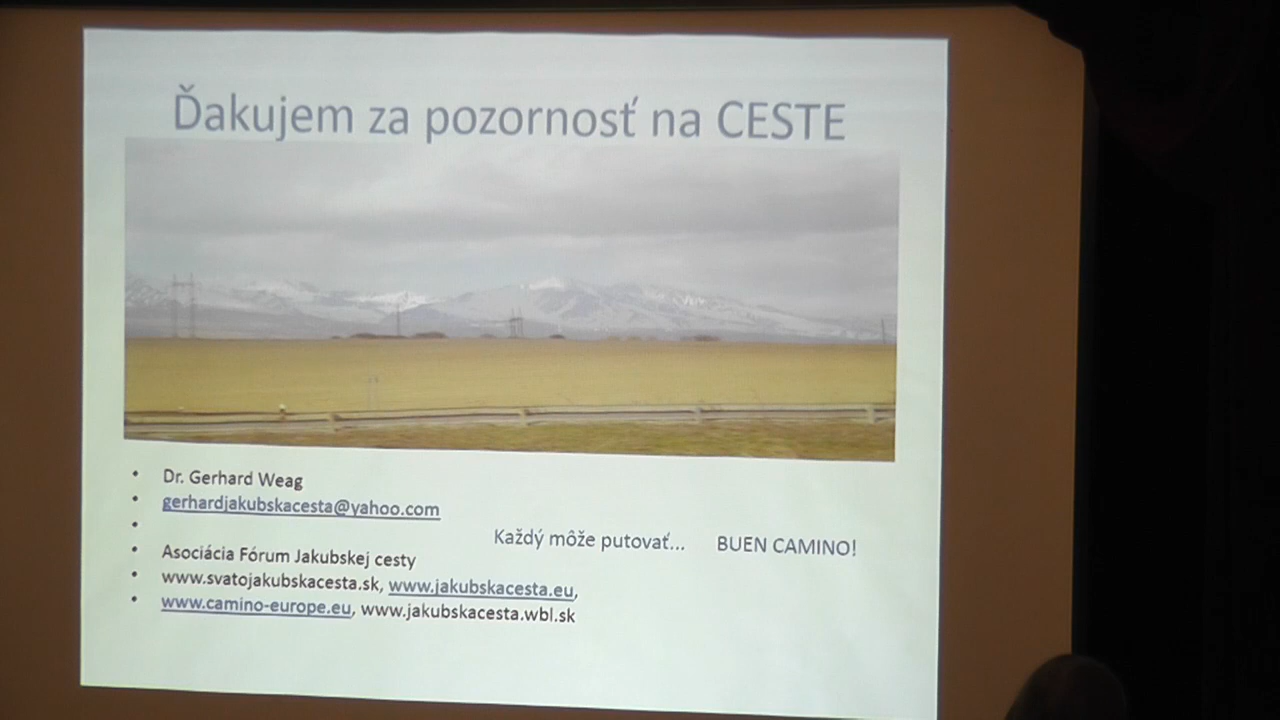 Ďakujem za pozornosť na CESTE
Dr. Gerhard Weag
gerhardjakubskacesta@yahoo.com
Každý môže putovať... BUEN CAMINO!
Asociácia Fórum Jakubskej cesty
www.svatojakubskacesta.sk, www.jakubskacesta.eu,
www.camino-europe.eu, www.jakubskacesta.wbl.sk